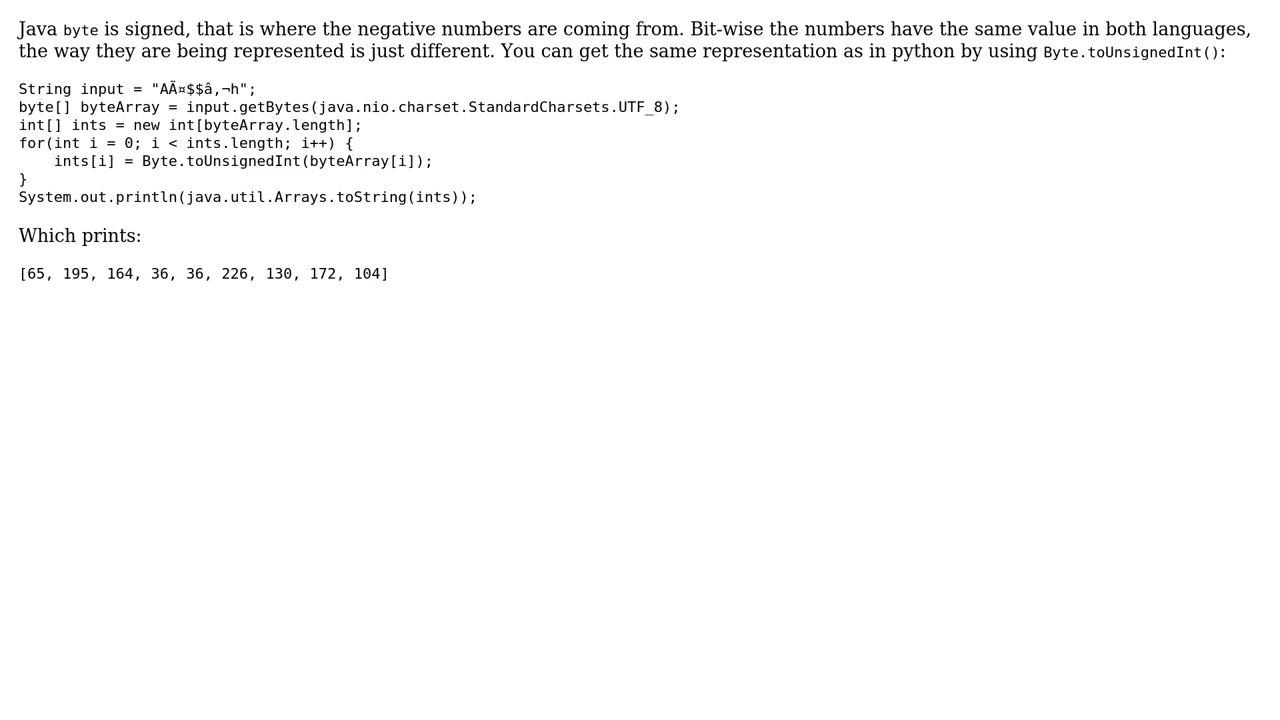 Java byte is signed, that is where the negative numbers are coming from. Bit-wise the numbers have the same value in both languages,
the way they are being represented is just different. You can get the same representation as in python by using Byte.toUnsignedInt():
String input = "AÃ¤$$â‚¬h";
byte[] byteArray = input.getBytes(java.nio.charset.StandardCharsets.UTF_8);
int[] ints = new int[byteArray.length];
for(int i = 0; i < ints.length; i++) {
    ints[i] = Byte.toUnsignedInt(byteArray[i]);
}
System.out.println(java.util.Arrays.toString(ints));
Which prints:
[65, 195, 164, 36, 36, 226, 130, 172, 104]